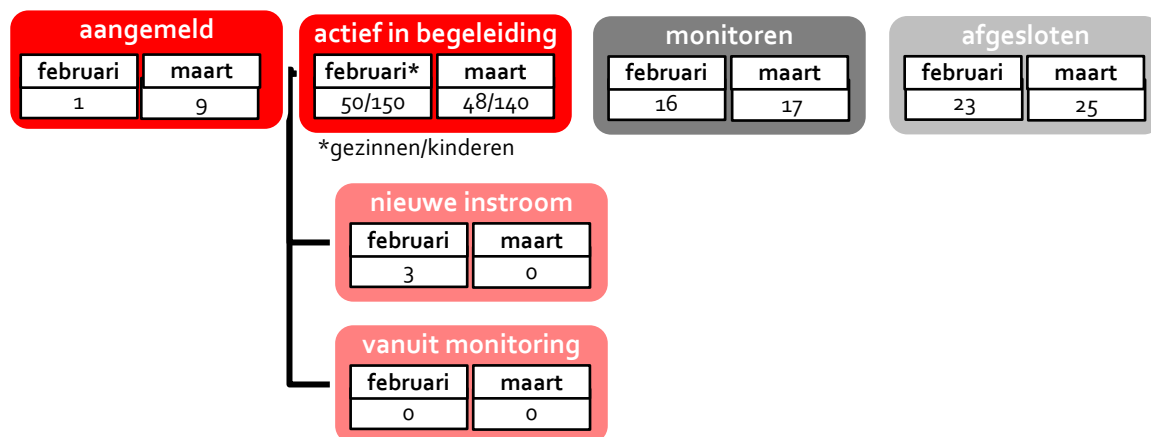 aangemeld
februari maart
1 9
actief in begeleiding
februari* maart
50/150 48/140
*gezinnen/kinderen
monitoren
februari maart
16 17
afgesloten
februari maart
23 25
nieuwe instroom
februari maart
3 0
vanuit monitoring
februari maart
0 0